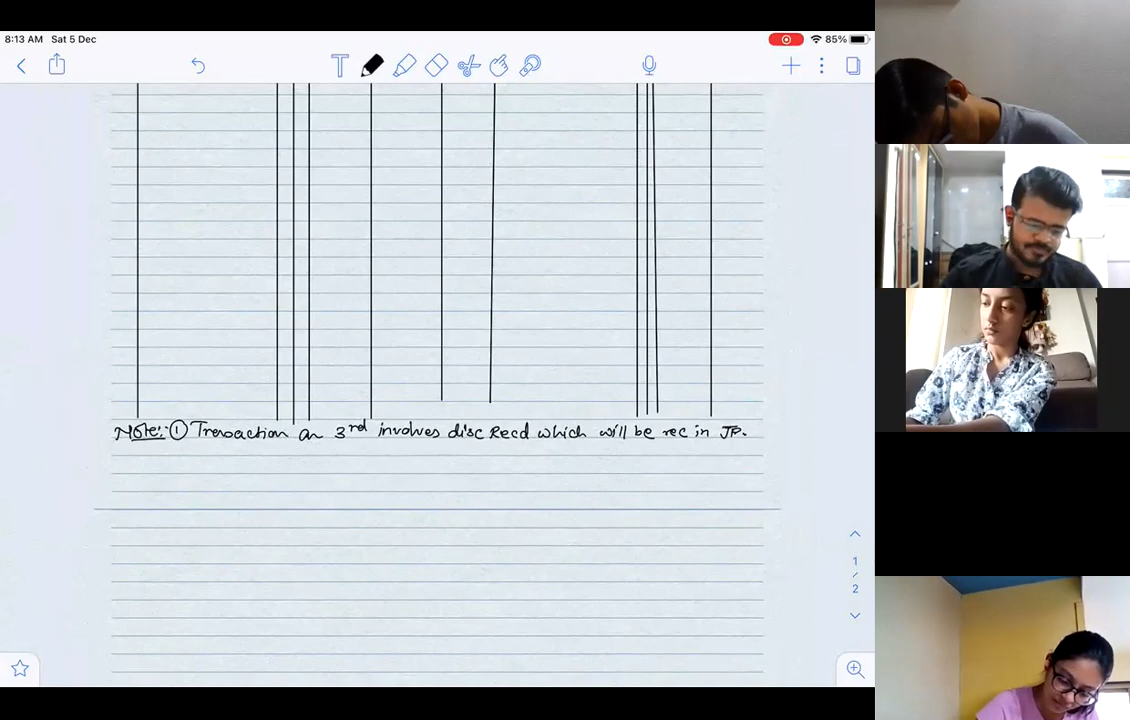 8:13 AM Sat 5 Dec
85%
T
Note:- ① Transaction on 3rd involves disc Recd which will be rec in JP.
1
/
2